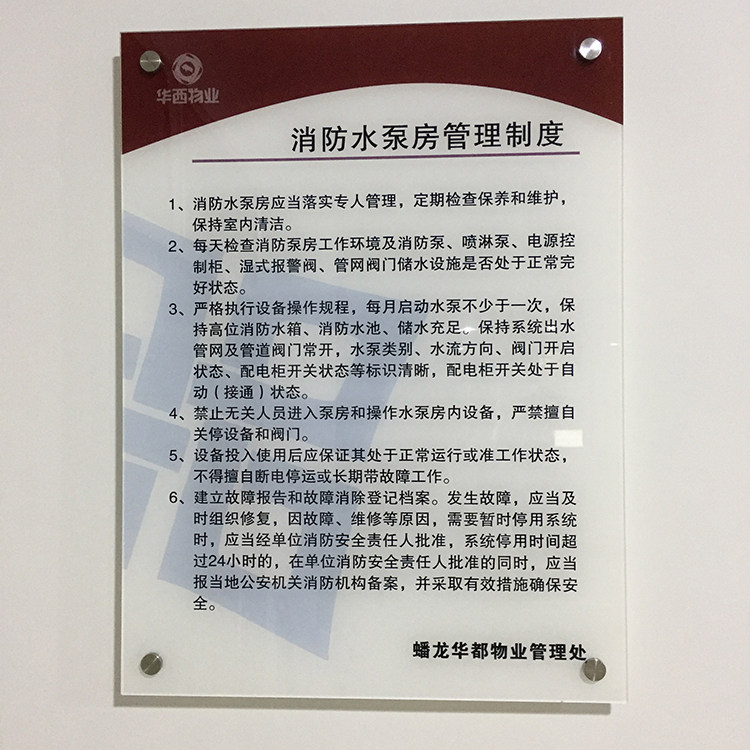 华西物业
消防水泵房管理制度
1、消防水泵房应当落实专人管理，定期检查保养和维护，
保持室内清洁。
2、每天检查消防泵房工作环境及消防泵、喷淋泵、电源控
制柜、湿式报警阀、管网阀门储水设施是否处于正常完
好状态。
3、严格执行设备操作规程，每月启动水泵不少于一次，保
持高位消防水箱、消防水池、储水充足。保持系统出水
管网及管道阀门常开，水泵类别、水流方向、阀门开启
状态、配电柜开关状态等标识清晰，配电柜开关处于自
动（接通）状态。
4、禁止无关人员进入泵房和操作水泵房内设备，严禁擅自
关停设备和阀门。
5、设备投入使用后应保证其处于正常运行或准工作状态，
不得擅自断电停运或长期带故障工作。
6、建立故障报告和故障消除登记档案。发生故障，应当及
时组织修复，因故障、维修等原因，需要暂时停用系统
时，应当经单位消防安全责任人批准，系统停用时间超
过24小时的，在单位消防安全责任人批准的同时，应当
报当地公安机关消防机构备案，并采取有效措施确保安
全。
蟠龙华都物业管理处